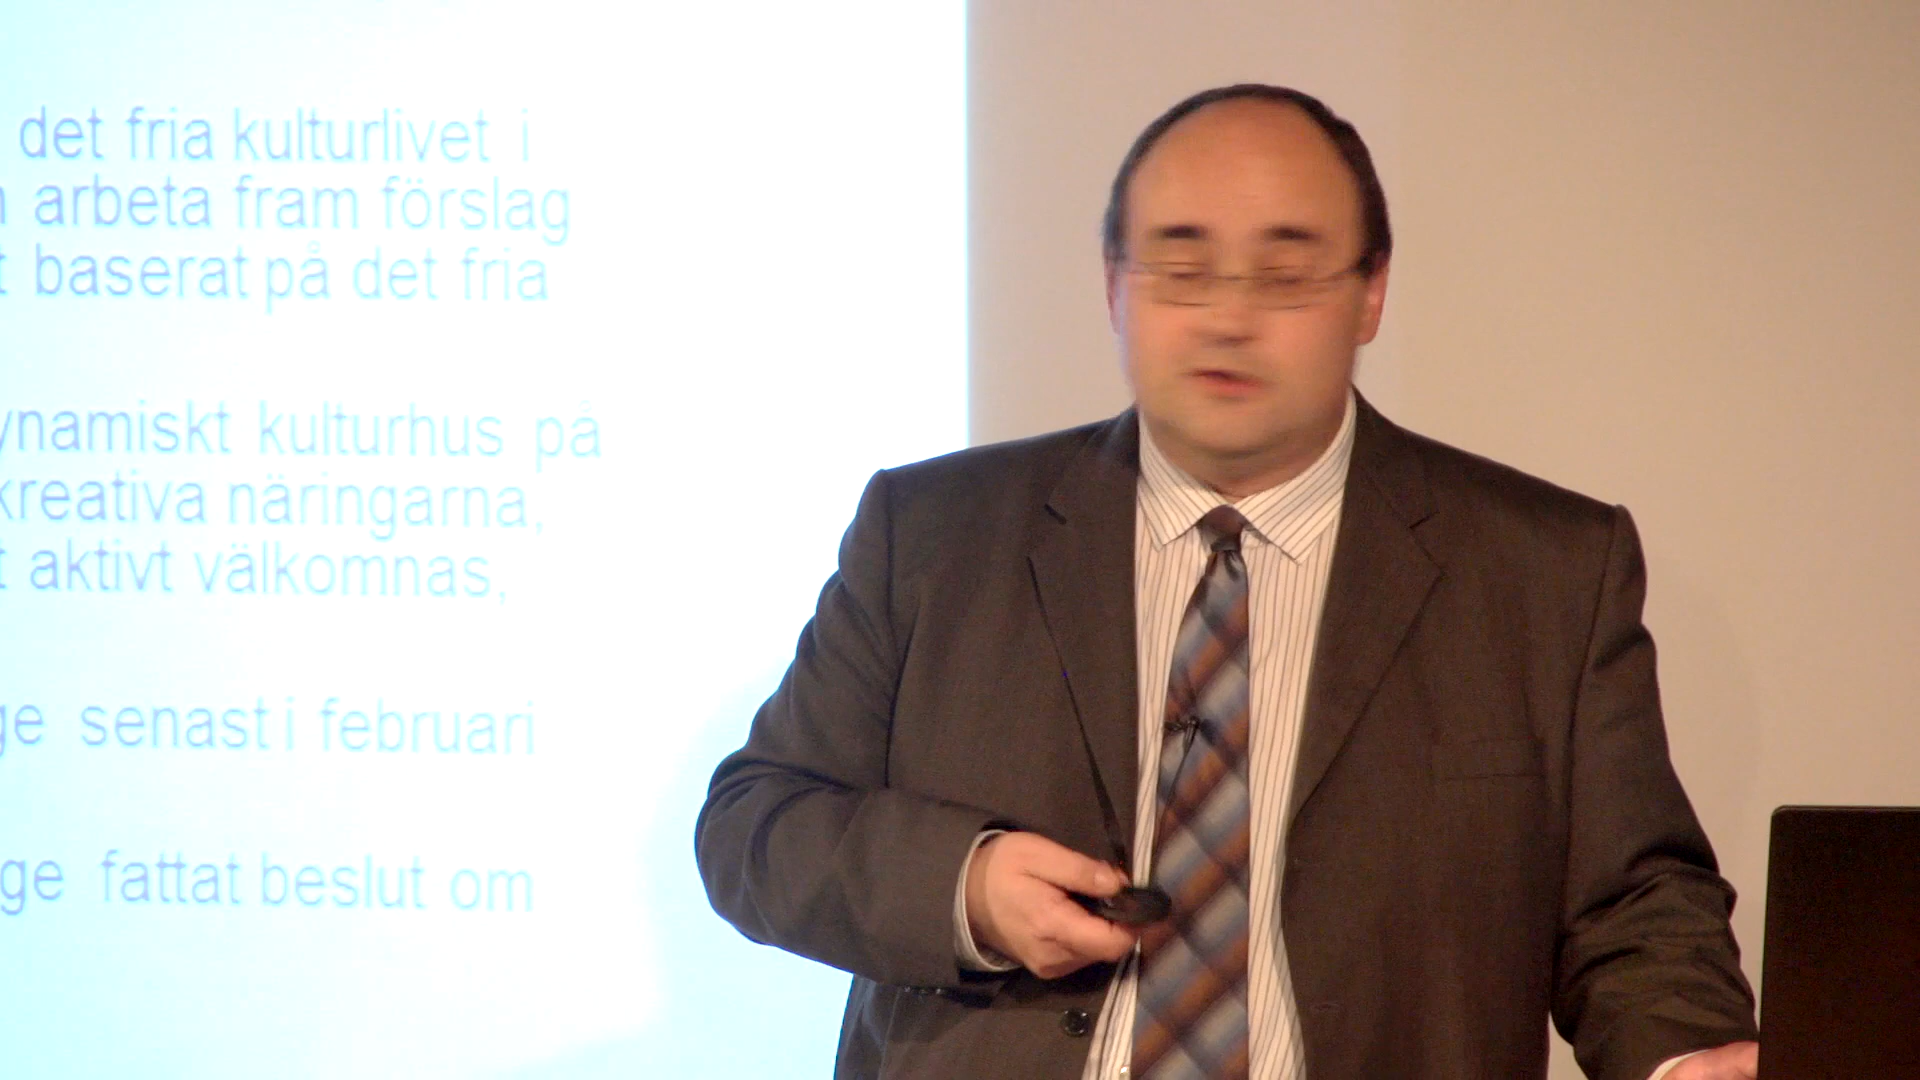 det fria kulturlivet i
arbeta fram förslag
baserat på det fria
ynamiskt kulturhus på
kreativa näringarna,
t aktivt välkomnas,
ge senast i februari
ge fattat beslut om